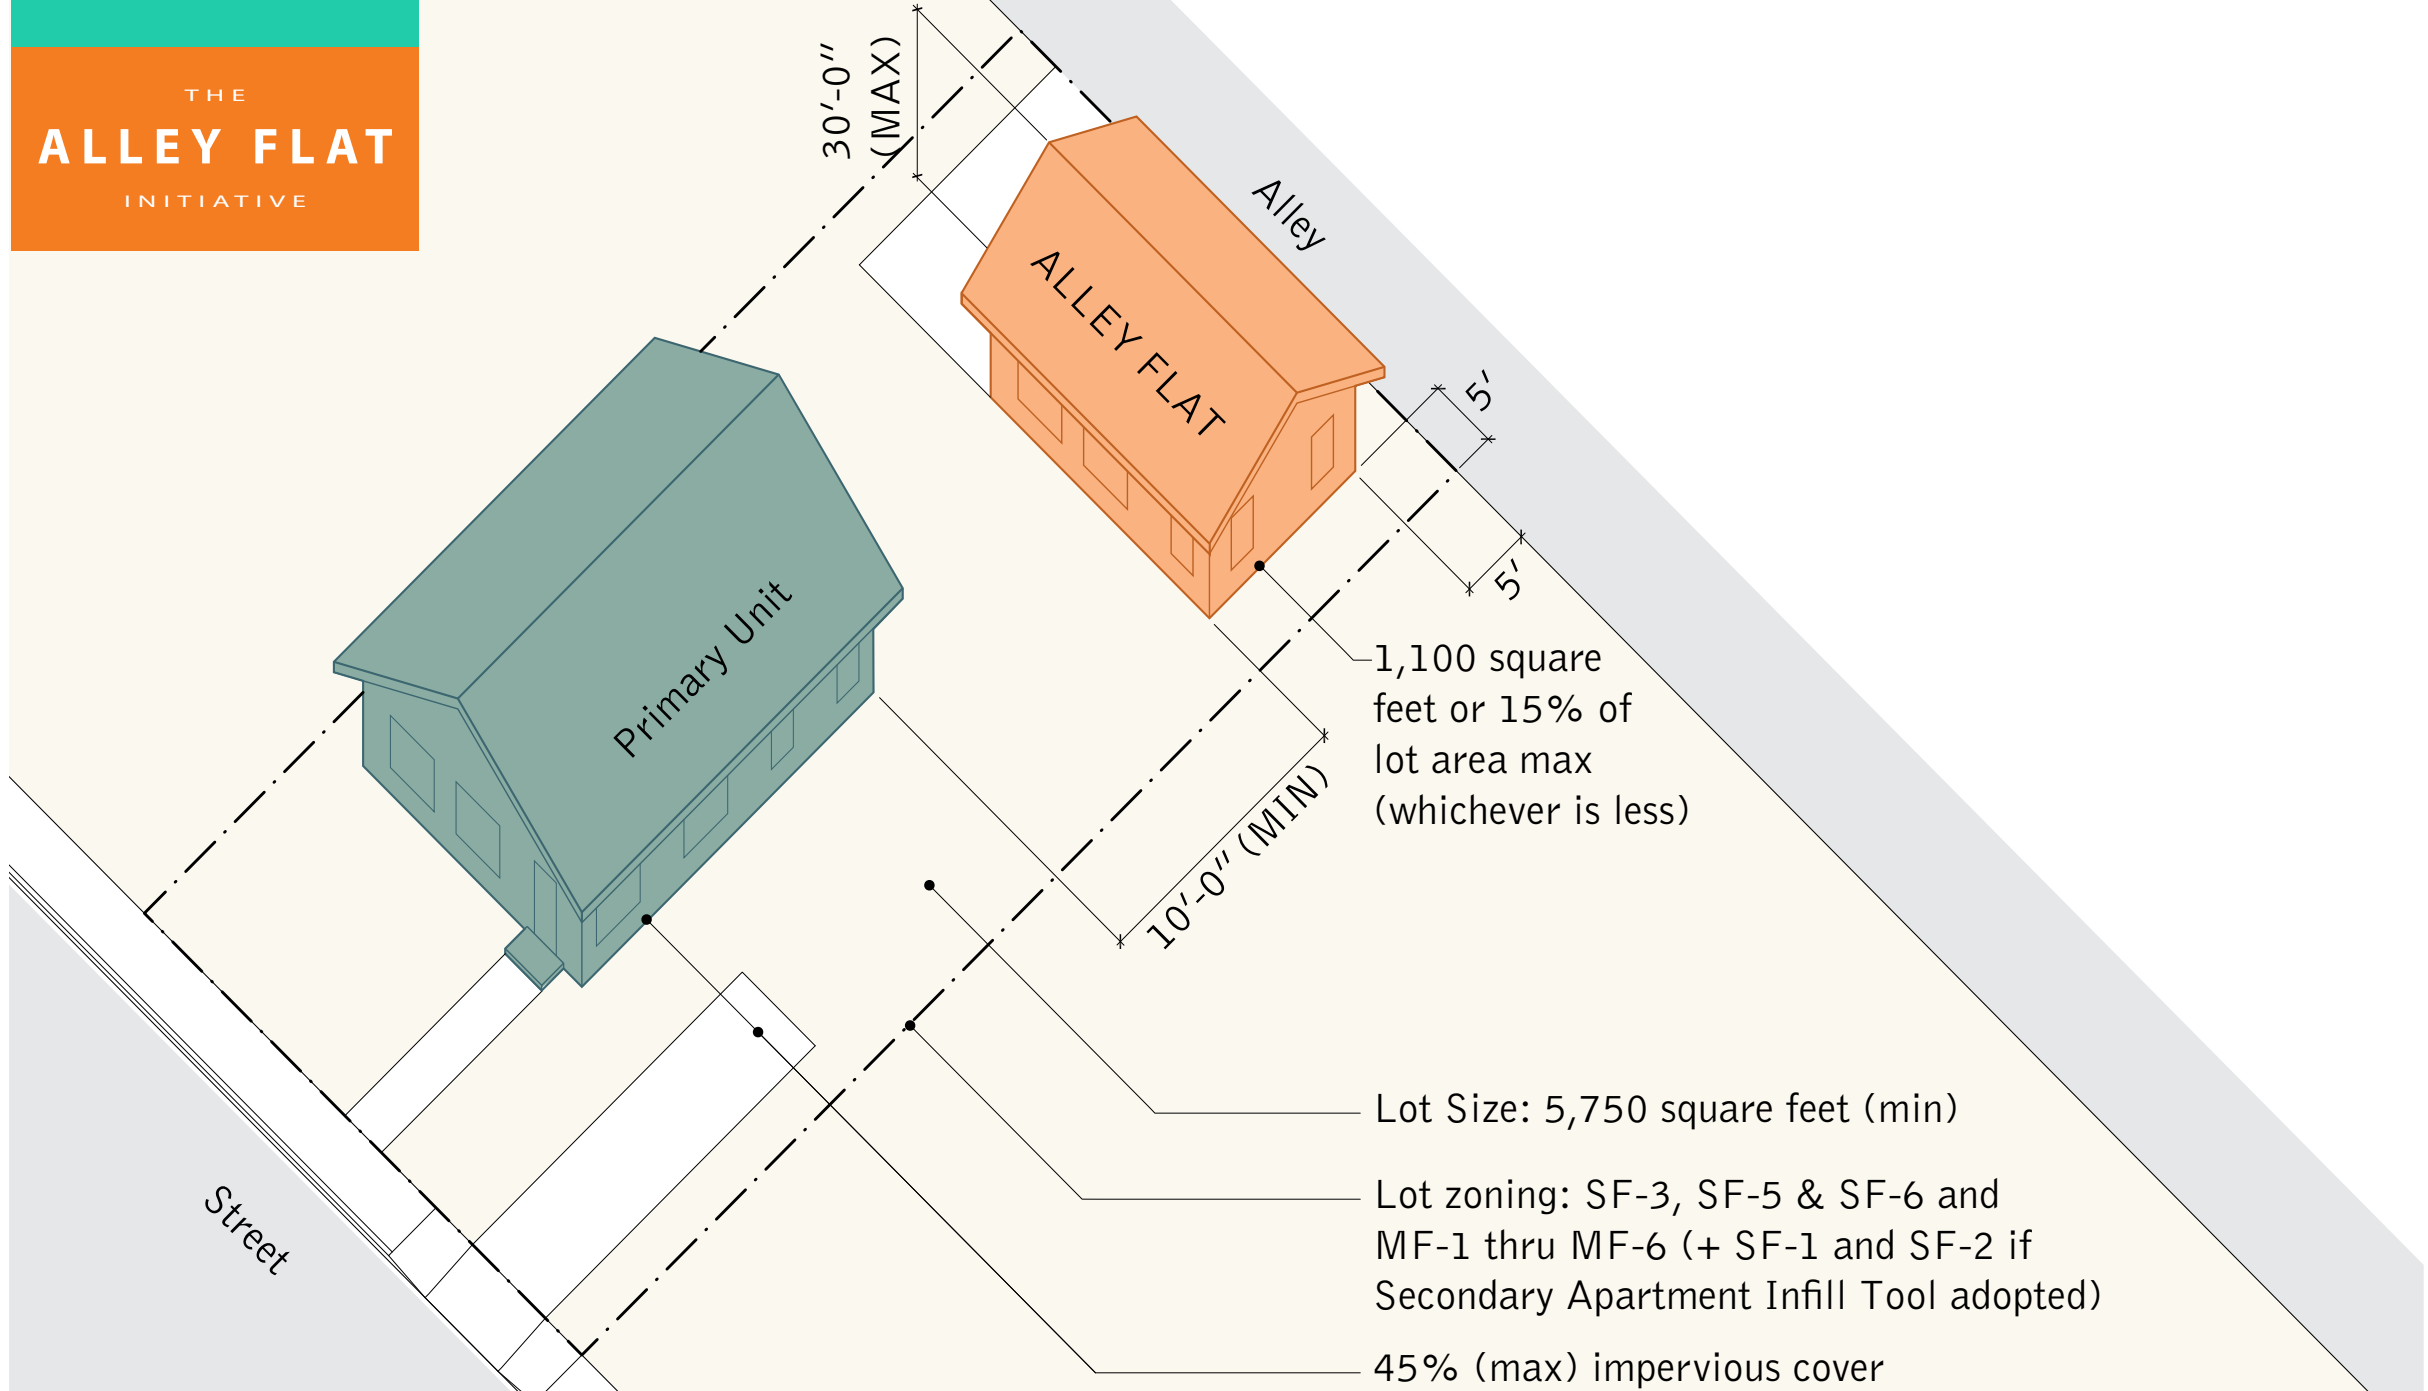 THE
ALLEY FLAT
INITIATIVE
30′-0″
(MAX)
Alley
ALLEY FLAT
5′
5′
Primary Unit
1,100 square
feet or 15% of
lot area max
(whichever is less)
10′-0″ (MIN)
Lot Size: 5,750 square feet (min)
Lot zoning: SF-3, SF-5 & SF-6 and
MF-1 thru MF-6 (+ SF-1 and SF-2 if
Secondary Apartment Infill Tool adopted)
Street
45% (max) impervious cover